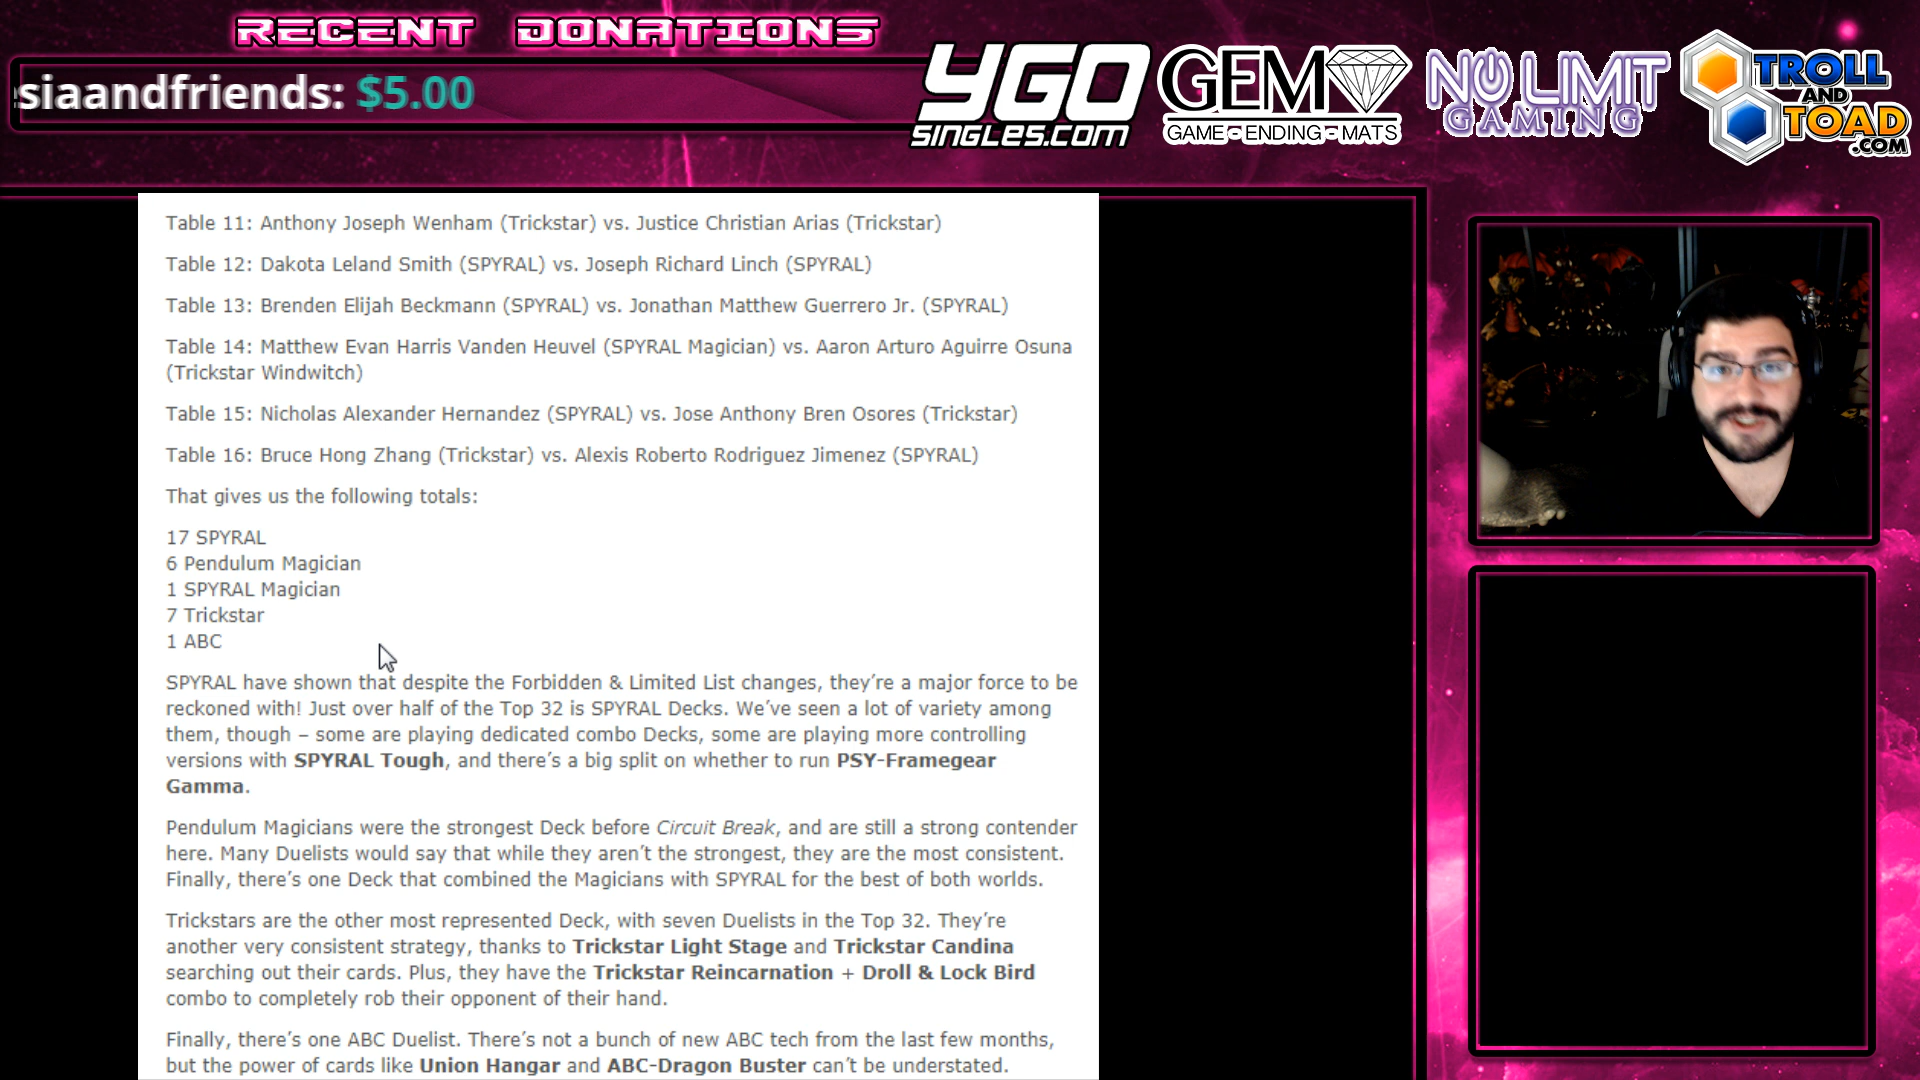 RECENT DONATIONS
siaandfriends: $5.00
YGO
SINGLES.COM
GEM
GAME-ENDING-MATS
NO LIMIT
GAMING
TROLL
AND
TOAD
.COM
Table 11: Anthony Joseph Wenham (Trickstar) vs. Justice Christian Arias (Trickstar)
Table 12: Dakota Leland Smith (SPYRAL) vs. Joseph Richard Linch (SPYRAL)
Table 13: Brenden Elijah Beckmann (SPYRAL) vs. Jonathan Matthew Guerrero Jr. (SPYRAL)
Table 14: Matthew Evan Harris Vanden Heuvel (SPYRAL Magician) vs. Aaron Arturo Aguirre Osuna
(Trickstar Windwitch)
Table 15: Nicholas Alexander Hernandez (SPYRAL) vs. Jose Anthony Bren Osores (Trickstar)
Table 16: Bruce Hong Zhang (Trickstar) vs. Alexis Roberto Rodriguez Jimenez (SPYRAL)
That gives us the following totals:
17 SPYRAL
6 Pendulum Magician
1 SPYRAL Magician
7 Trickstar
1 ABC
SPYRAL have shown that despite the Forbidden & Limited List changes, they’re a major force to be
reckoned with! Just over half of the Top 32 is SPYRAL Decks. We’ve seen a lot of variety among
them, though – some are playing dedicated combo Decks, some are playing more controlling
versions with SPYRAL Tough, and there’s a big split on whether to run PSY-Framegear
Gamma.
Pendulum Magicians were the strongest Deck before Circuit Break, and are still a strong contender
here. Many Duelists would say that while they aren’t the strongest, they are the most consistent.
Finally, there’s one Deck that combined the Magicians with SPYRAL for the best of both worlds.
Trickstars are the other most represented Deck, with seven Duelists in the Top 32. They’re
another very consistent strategy, thanks to Trickstar Light Stage and Trickstar Candina
searching out their cards. Plus, they have the Trickstar Reincarnation + Droll & Lock Bird
combo to completely rob their opponent of their hand.
Finally, there’s one ABC Duelist. There’s not a bunch of new ABC tech from the last few months,
but the power of cards like Union Hangar and ABC-Dragon Buster can’t be understated.